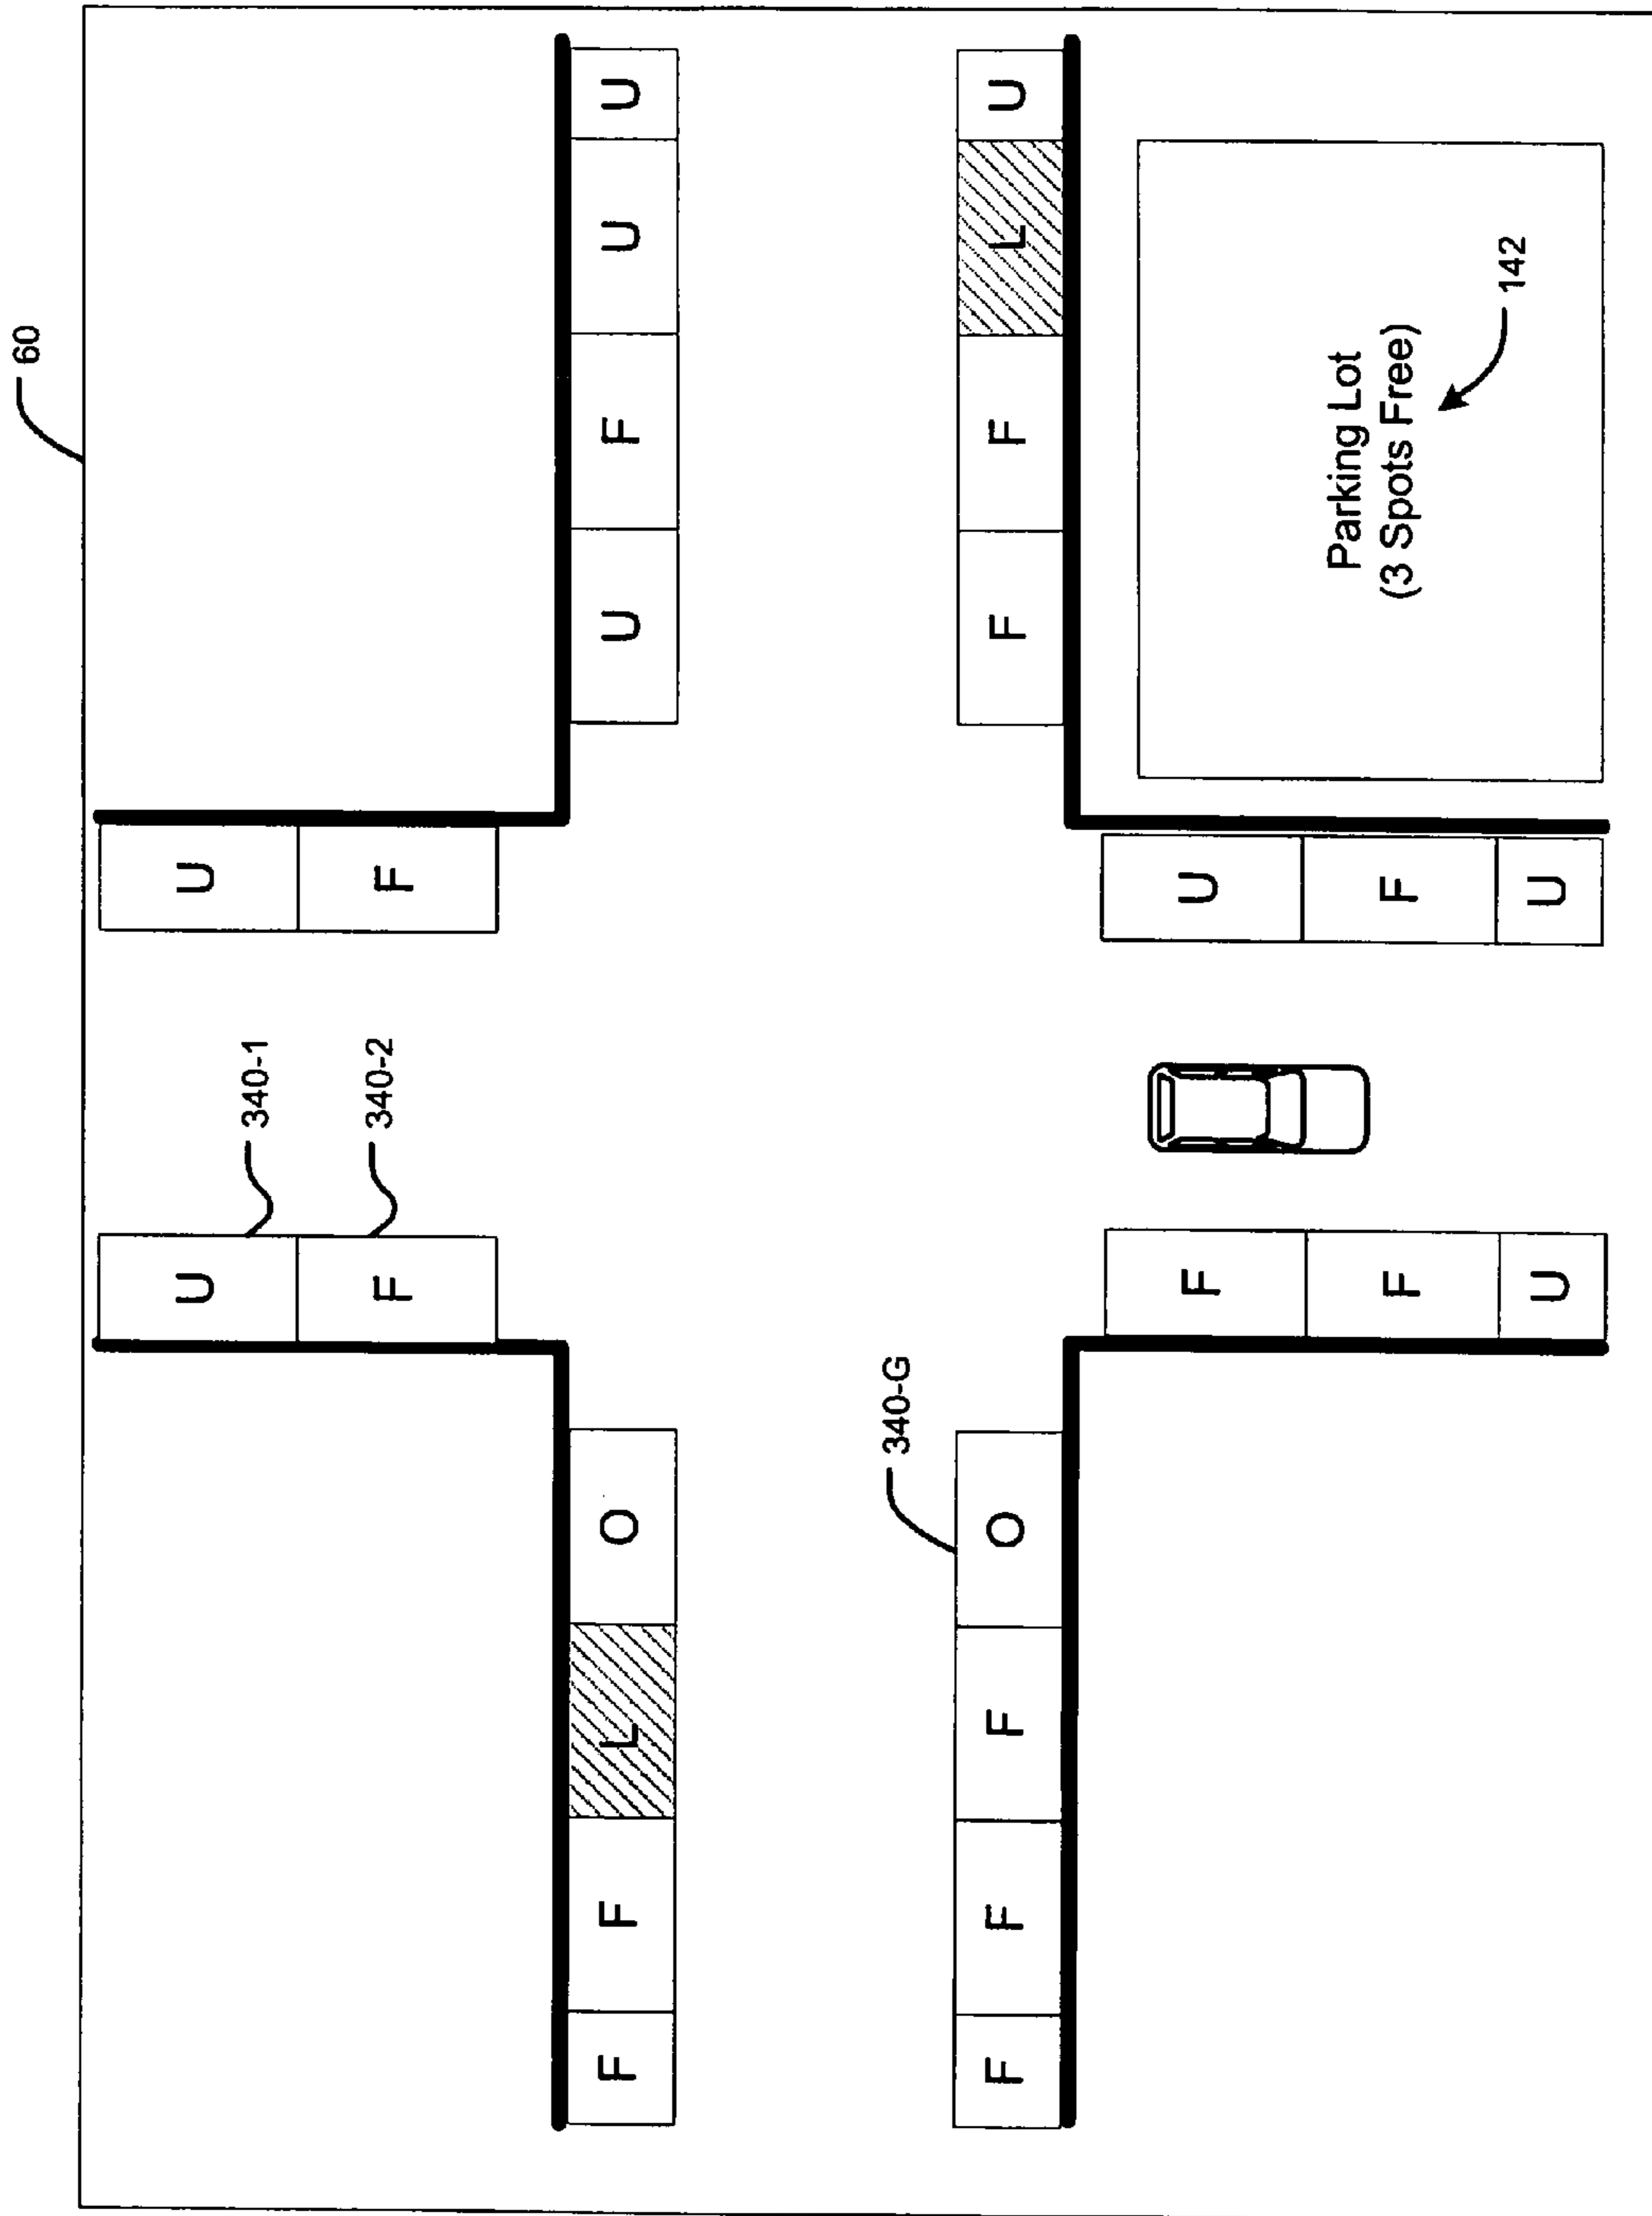 60
U U
340-1
340-2
F F
F F L O U F U U
340-G
F F F O F F L U
F U
Parking Lot
F F (3 Spots Free)
142
U U